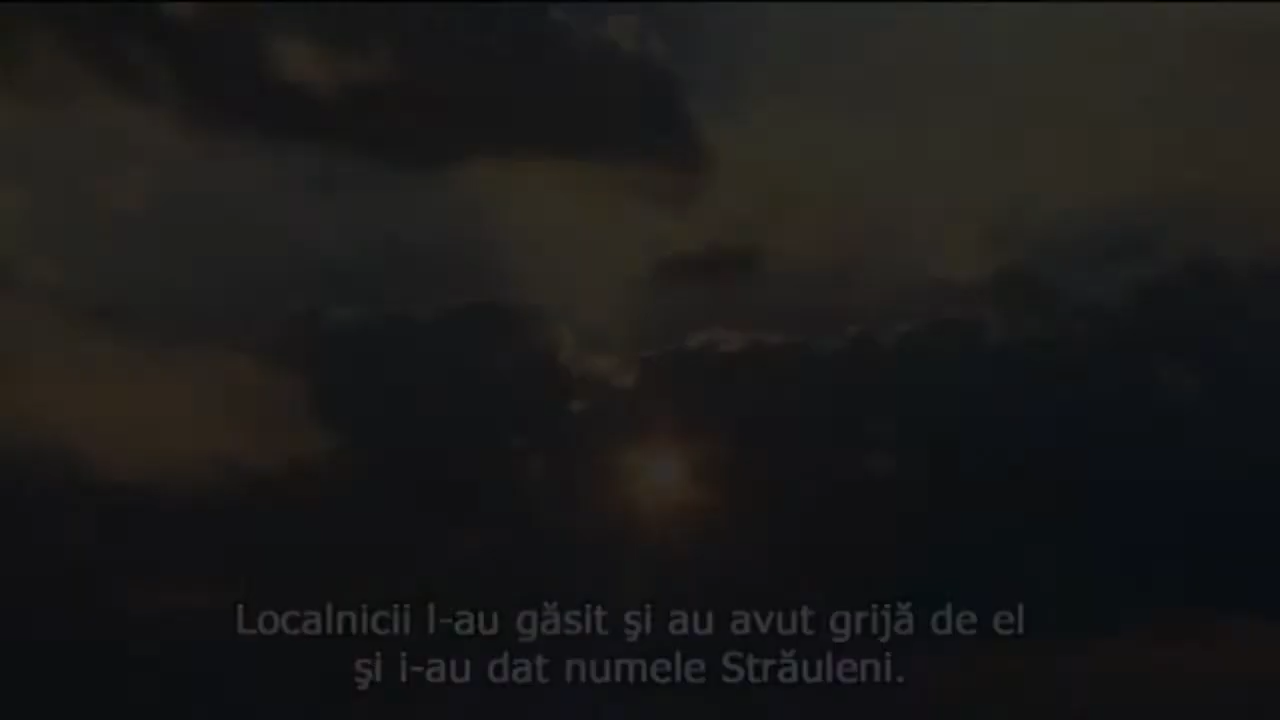 Localnicii l-au găsit şi au avut grijă de el
şi i-au dat numele Străuleni.